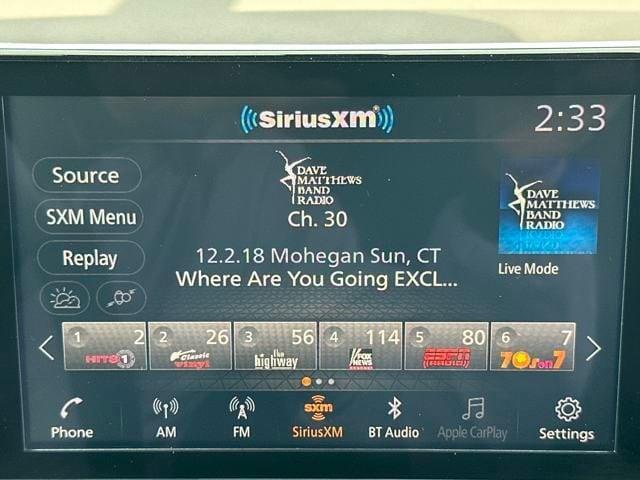 SiriusXM
2:33
Source
SXM Menu
Replay
DAVE
MATTHEWS
BAND
RADIO
Ch. 30
12.2.18 Mohegan Sun, CT
Where Are You Going EXCL...
DAVE
MATTHEWS
BAND
RADIO
Live Mode
1 2 HITS 1
2 26 Classic vinyl
3 56 the highway
4 114 FOX NEWS
5 80 ESPN RADIO
6 7 70s on 7
Phone
AM
FM
sxm
SiriusXM
BT Audio
Apple CarPlay
Settings